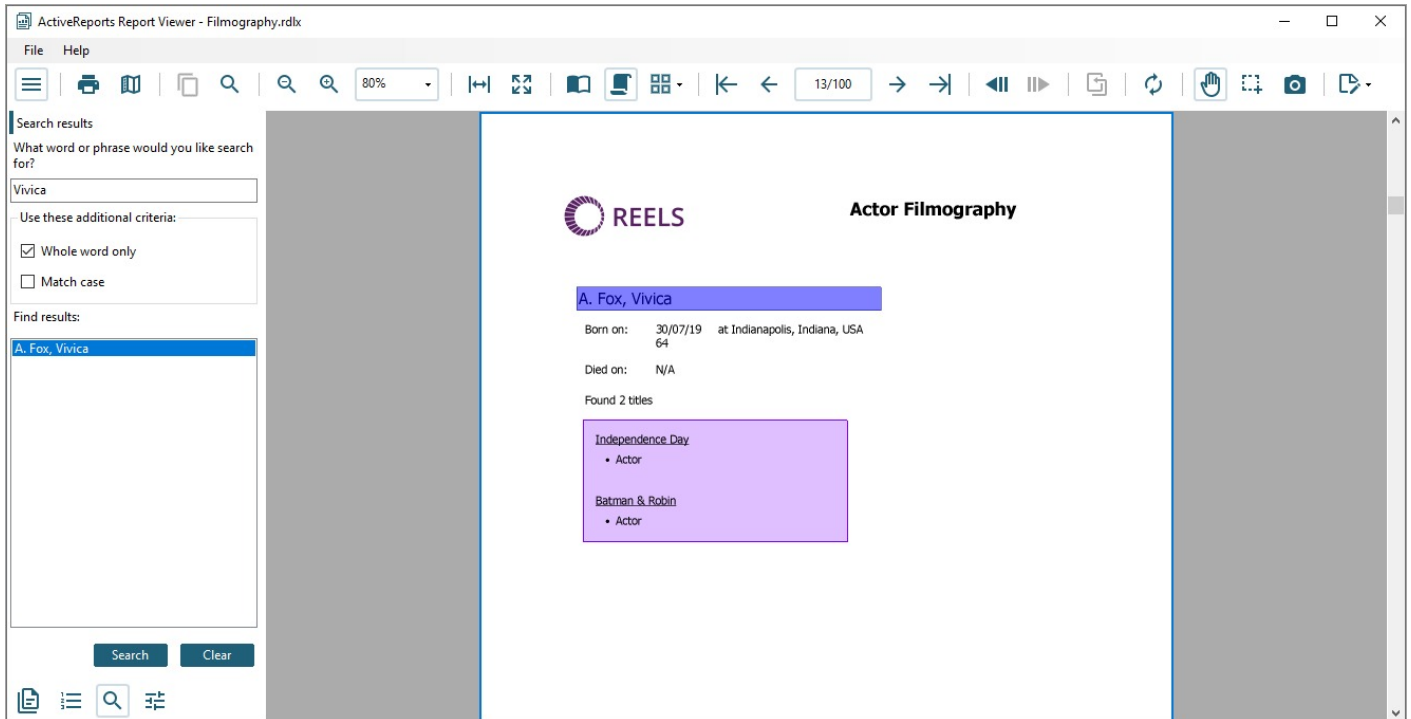 ActiveReports Report Viewer - Filmography.rdlx
File Help
80%
13/100
Search results
What word or phrase would you like search
for?
Vivica
Use these additional criteria:
Whole word only
Match case
Find results:
A. Fox, Vivica
Search Clear
REELS
Actor Filmography
A. Fox, Vivica
Born on: 30/07/19 at Indianapolis, Indiana, USA
64
Died on: N/A
Found 2 titles
Independence Day
• Actor
Batman & Robin
• Actor